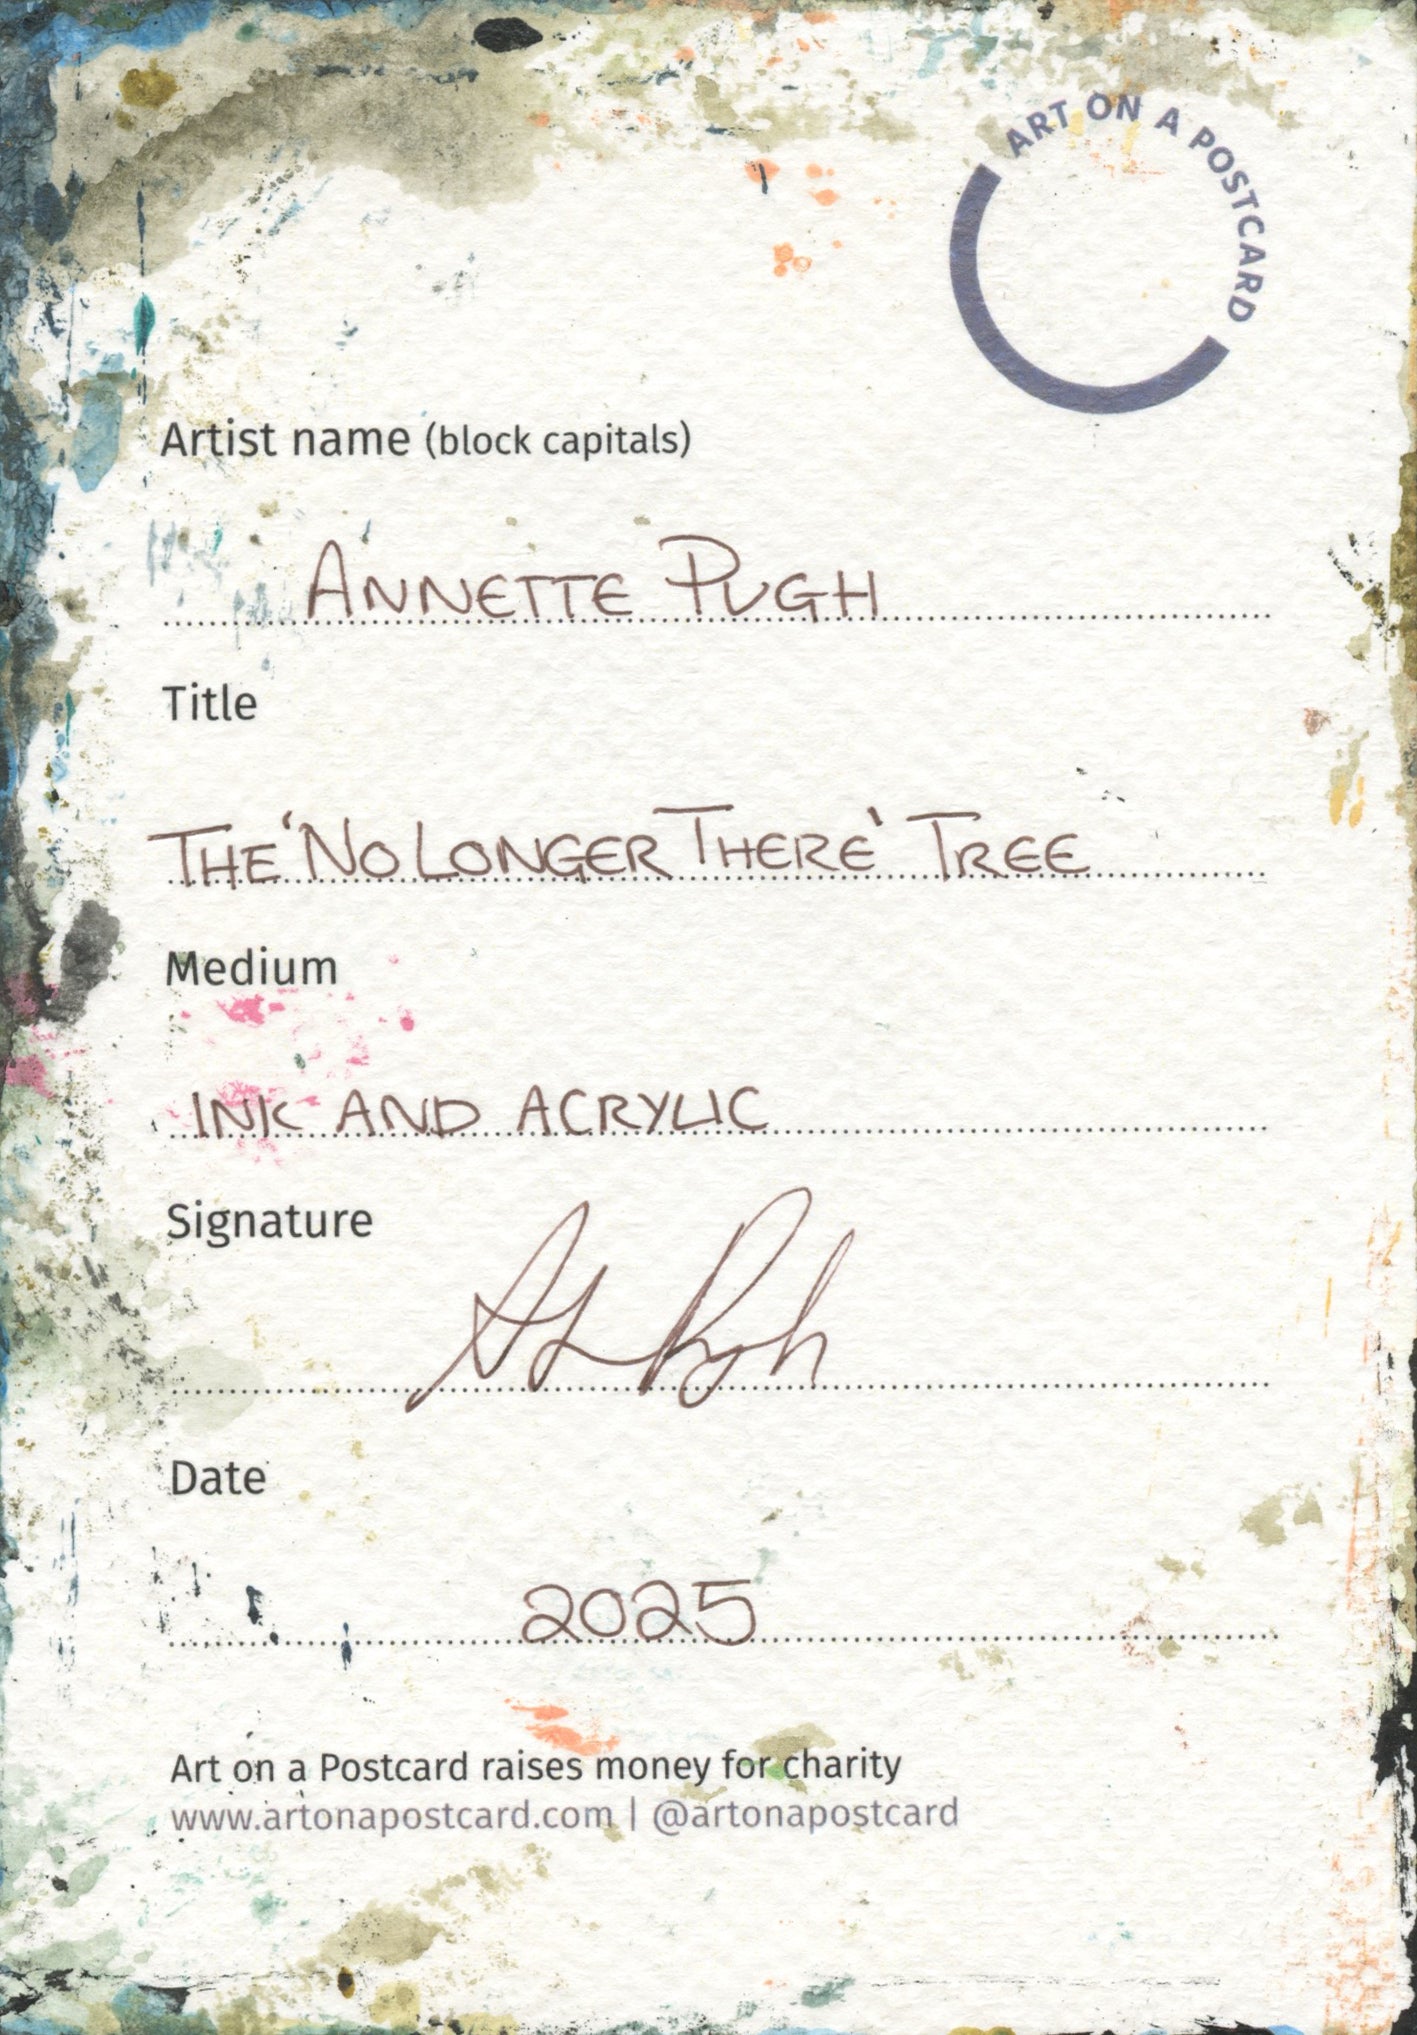 ART ON A POSTCARD
Artist name (block capitals)
ANNETTE PUGH
Title
THE 'NO LONGER THERE' TREE
Medium
INK AND ACRYLIC
Signature
Date
2025
Art on a Postcard raises money for charity
www.artonapostcard.com | @artonapostcard